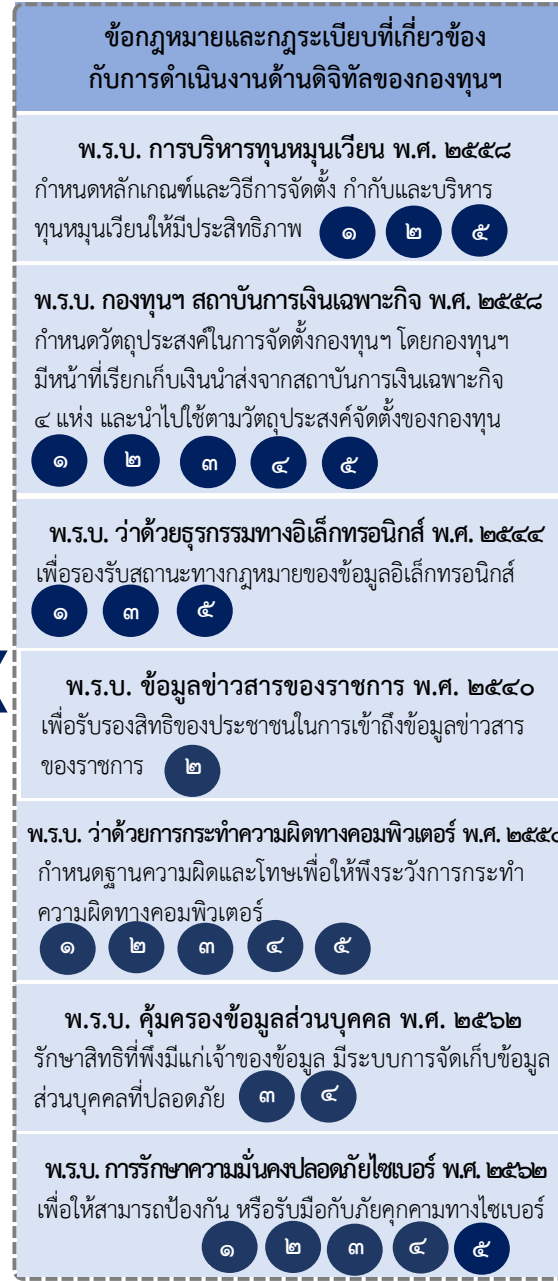 ข้อกฎหมายและกฎระเบียบที่เกี่ยวข้อง
กับการดำเนินงานด้านดิจิทัลของกองทุนฯ
พ.ร.บ. การบริหารทุนหมุนเวียน พ.ศ. ๒๕๕๘
กำหนดหลักเกณฑ์และวิธีการจัดตั้ง กำกับและบริหาร
ทุนหมุนเวียนให้มีประสิทธิภาพ ๑ ๒ ๕
พ.ร.บ. กองทุนฯ สถาบันการเงินเฉพาะกิจ พ.ศ. ๒๕๕๘
กำหนดวัตถุประสงค์ในการจัดตั้งกองทุนฯ โดยกองทุนฯ
มีหน้าที่เรียกเก็บเงินนำส่งจากสถาบันการเงินเฉพาะกิจ
๔ แห่ง และนำไปใช้ตามวัตถุประสงค์จัดตั้งของกองทุน
๑ ๒ ๓ ๔ ๕
พ.ร.บ. ว่าด้วยธุรกรรมทางอิเล็กทรอนิกส์ พ.ศ. ๒๕๔๔
เพื่อรองรับสถานะทางกฎหมายของข้อมูลอิเล็กทรอนิกส์
๑ ๓ ๕
พ.ร.บ. ข้อมูลข่าวสารของราชการ พ.ศ. ๒๕๔๐
เพื่อรับรองสิทธิของประชาชนในการเข้าถึงข้อมูลข่าวสาร
ของราชการ ๒
พ.ร.บ. ว่าด้วยการกระทำความผิดทางคอมพิวเตอร์ พ.ศ. ๒๕๕๐
กำหนดฐานความผิดและโทษเพื่อให้พึงระวังการกระทำ
ความผิดทางคอมพิวเตอร์
๑ ๒ ๓ ๔ ๕
พ.ร.บ. คุ้มครองข้อมูลส่วนบุคคล พ.ศ. ๒๕๖๒
รักษาสิทธิที่พึงมีแก่เจ้าของข้อมูล มีระบบการจัดเก็บข้อมูล
ส่วนบุคคลที่ปลอดภัย ๓ ๔
พ.ร.บ. การรักษาความมั่นคงปลอดภัยไซเบอร์ พ.ศ. ๒๕๖๒
เพื่อให้สามารถป้องกัน หรือรับมือกับภัยคุกคามทางไซเบอร์
๑ ๒ ๓ ๔ ๕